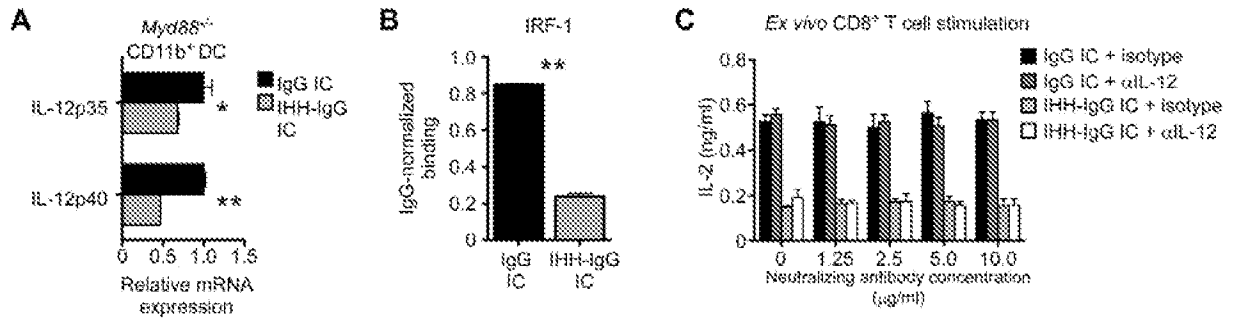 A
Myd88-/-
CD11b+ DC
IgG IC
IHH-IgG
IC
IL-12p35
*
IL-12p40
**
0 0.5 1.0 1.5
Relative mRNA
expression
B
IRF-1
**
IgG-normalized
binding
1.0
0.8
0.6
0.4
0.2
0
IgG
IC
IHH-IgG
IC
C
Ex vivo CD8+ T cell stimulation
IgG IC + isotype
IgG IC + αIL-12
IHH-IgG IC + isotype
IHH-IgG IC + αIL-12
IL-2 (ng/ml)
0.8
0.6
0.4
0.2
0
0 1.25 2.5 5.0 10.0
Neutralizing antibody concentration
(μg/ml)